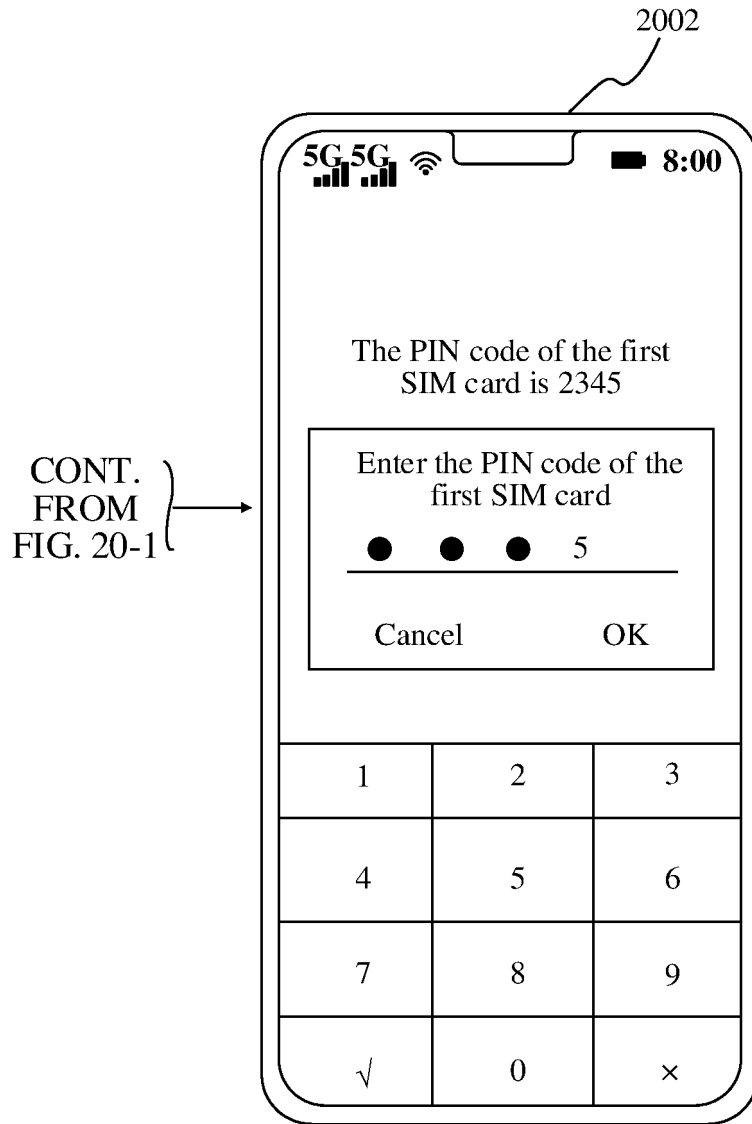 2002
5G 5G 8:00
The PIN code of the first
SIM card is 2345
CONT.
FROM
FIG. 20-1
Enter the PIN code of the
first SIM card
● ● ● 5
Cancel OK
1 2 3
4 5 6
7 8 9
√ 0 ×